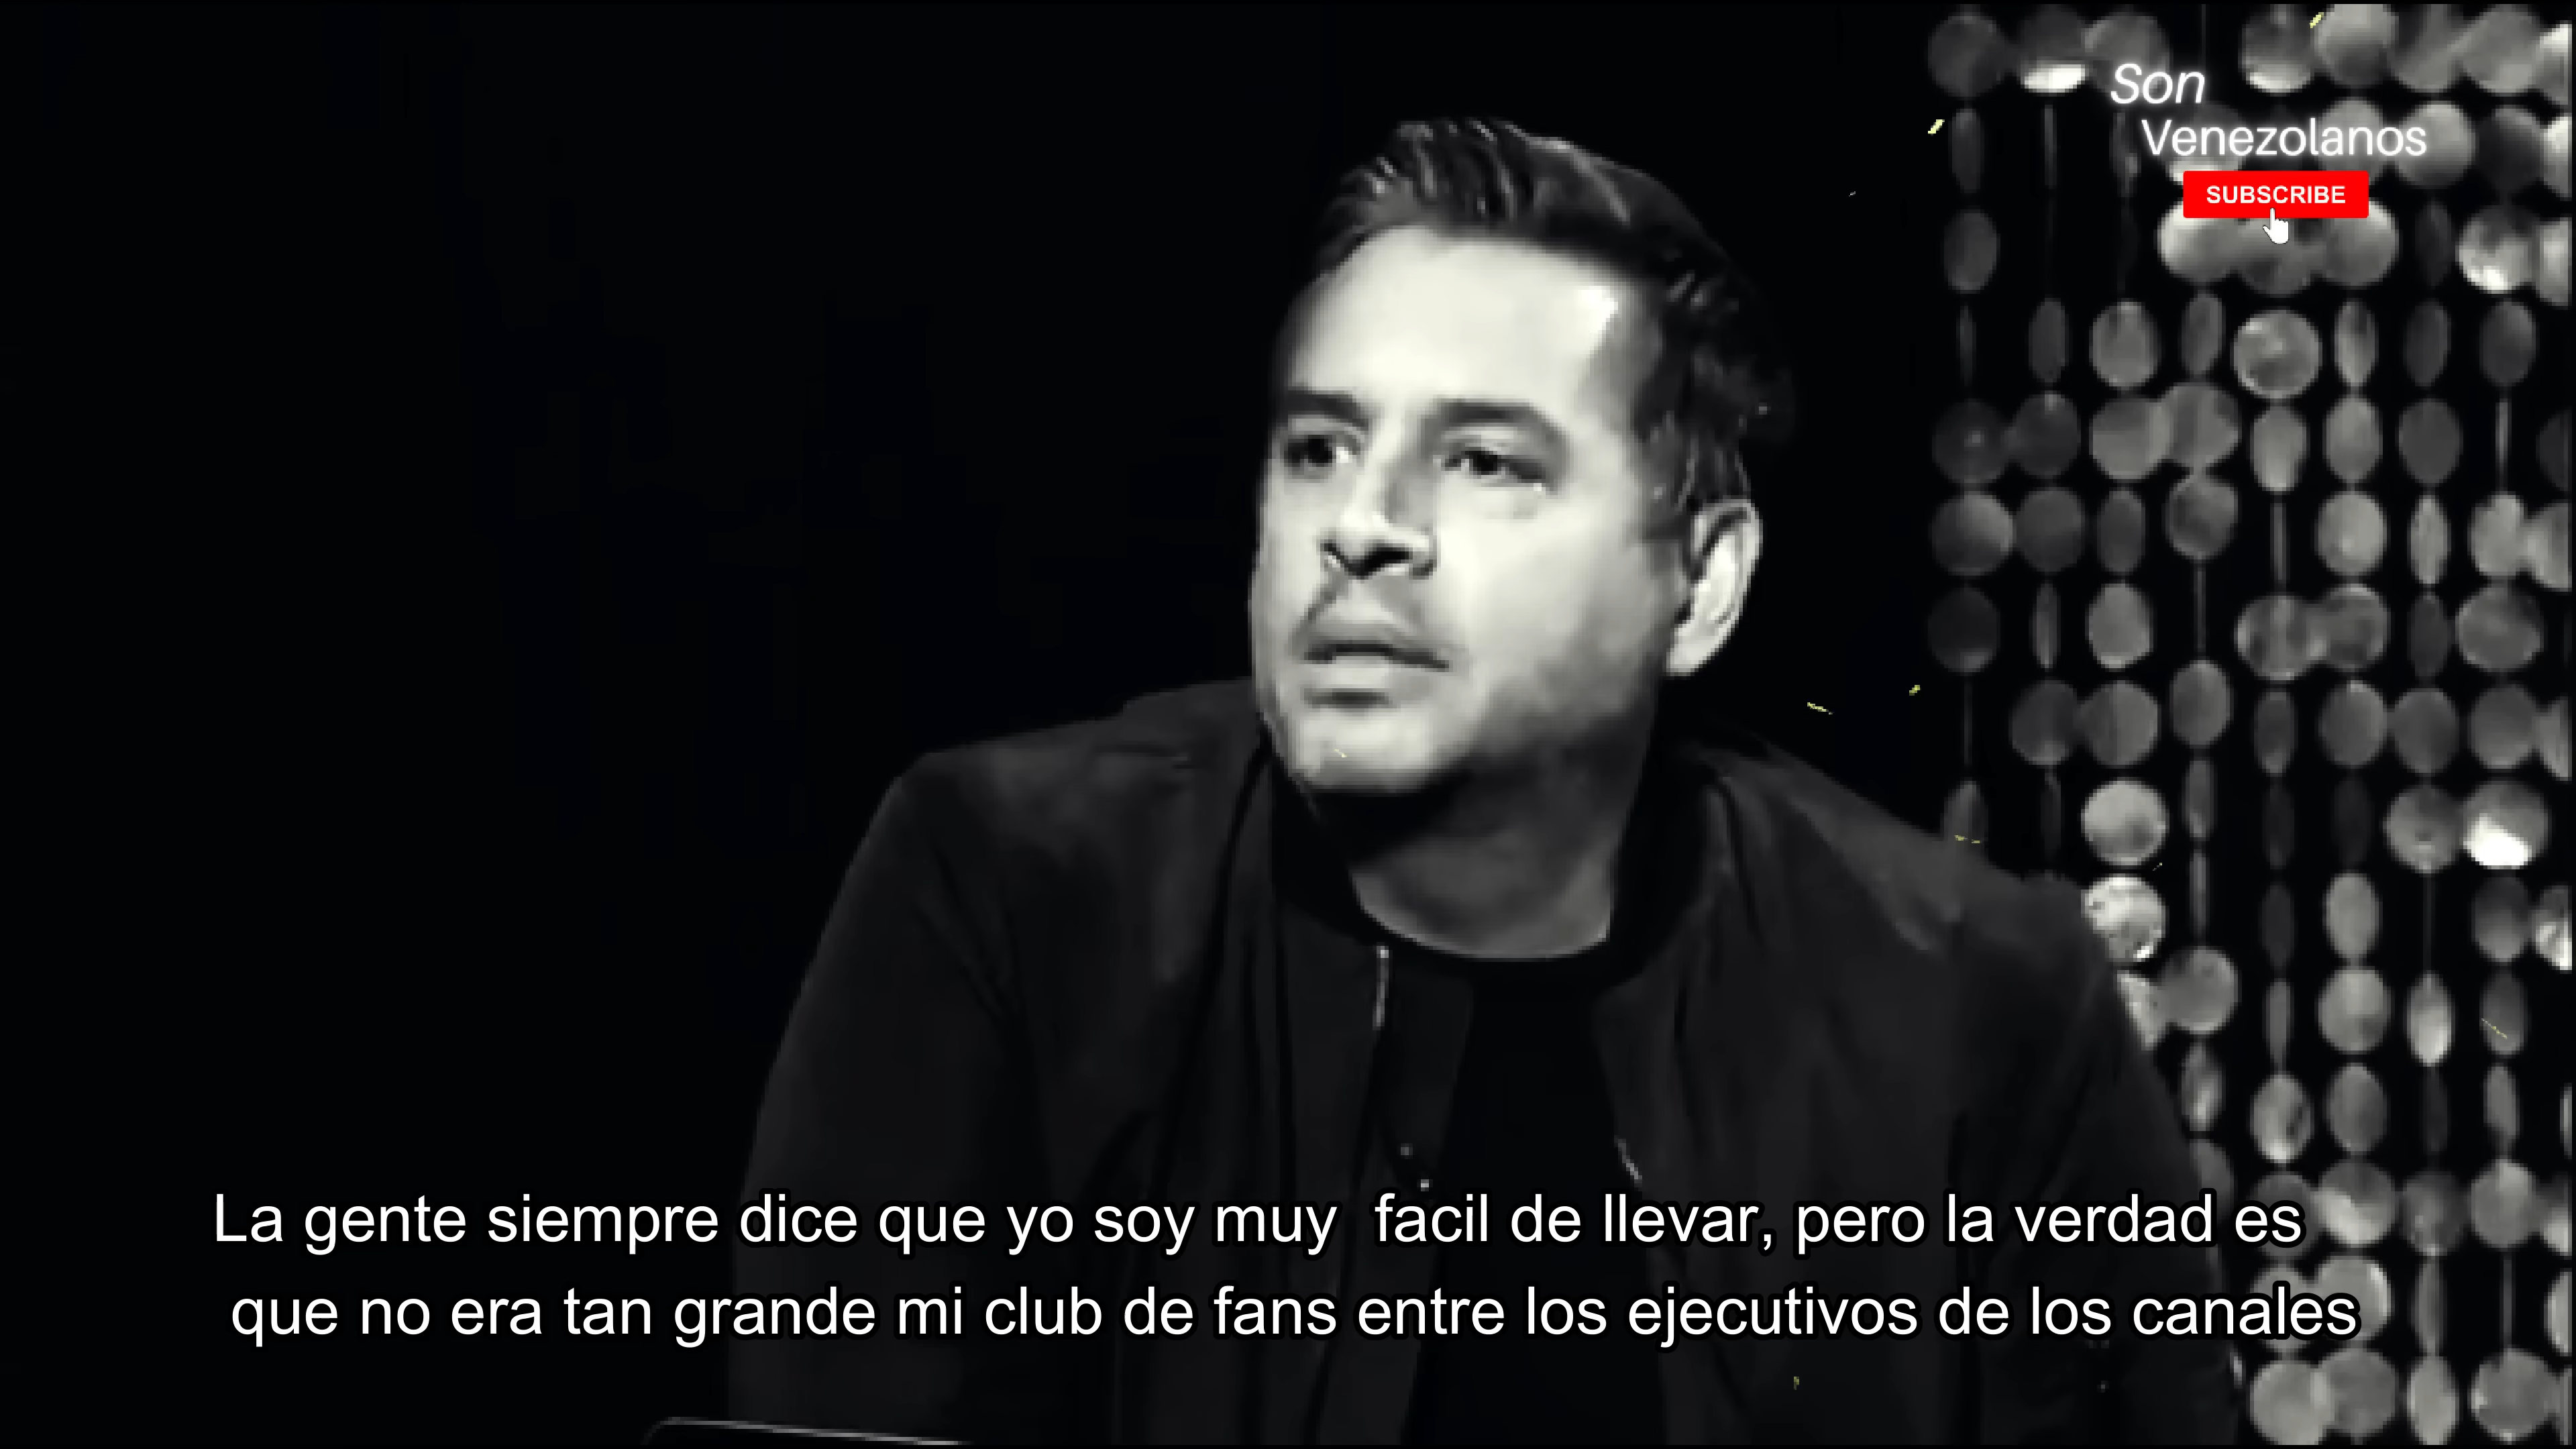 Son
Venezolanos
SUBSCRIBE
La gente siempre dice que yo soy muy  facil de llevar, pero la verdad es
que no era tan grande mi club de fans entre los ejecutivos de los canales